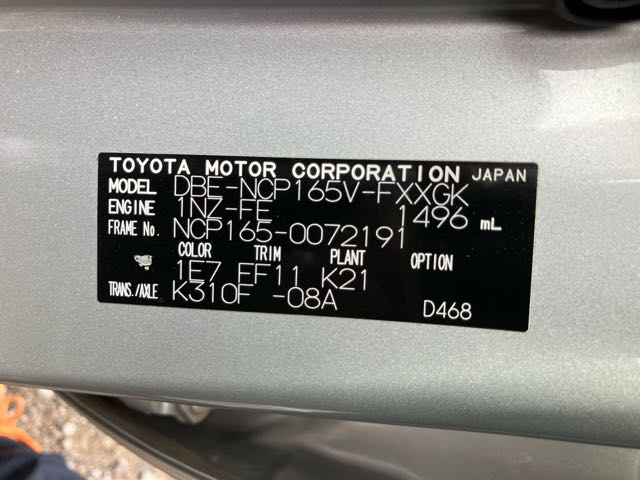 TOYOTA MOTOR CORPORATION JAPAN
MODEL DBE-NCP165V-FXXGK
ENGINE 1NZ-FE 1496 mL
FRAME No. NCP165-0072191
COLOR TRIM PLANT OPTION
1E7 FF11 K21
TRANS./AXLE K310F -08A
D468